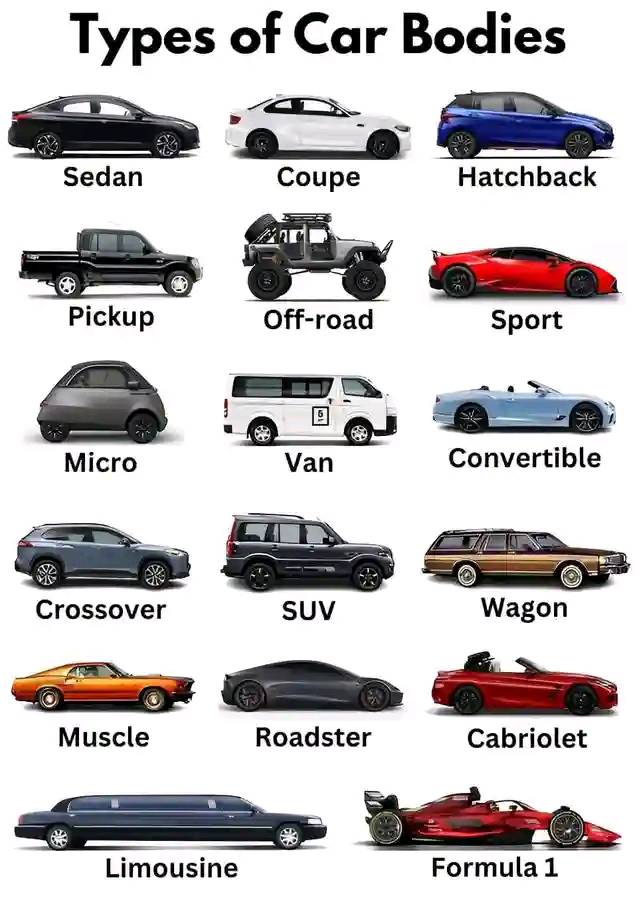 Types of Car Bodies
Sedan
Coupe
Hatchback
Pickup
Off-road
Sport
Micro
Van
Convertible
Crossover
SUV
Wagon
Muscle
Roadster
Cabriolet
Limousine
Formula 1